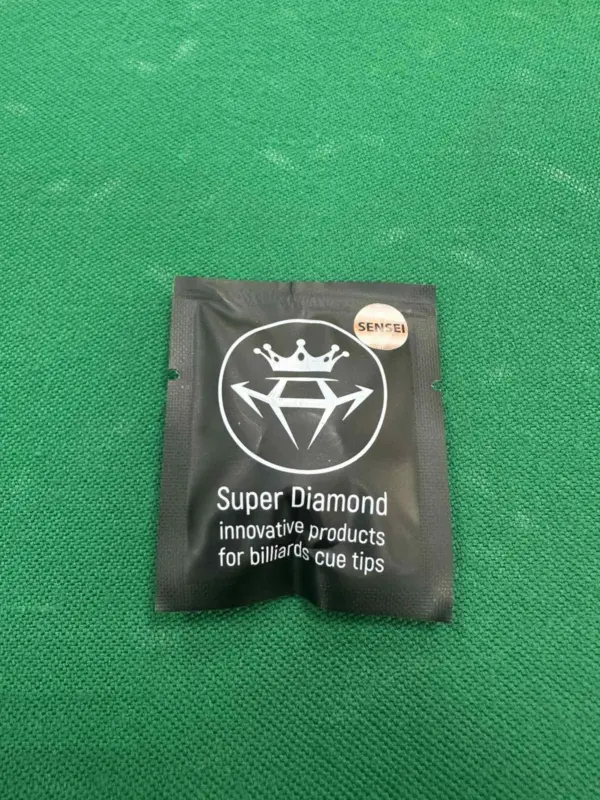 SENSEI
Super Diamond
innovative products
for billiards cue tips